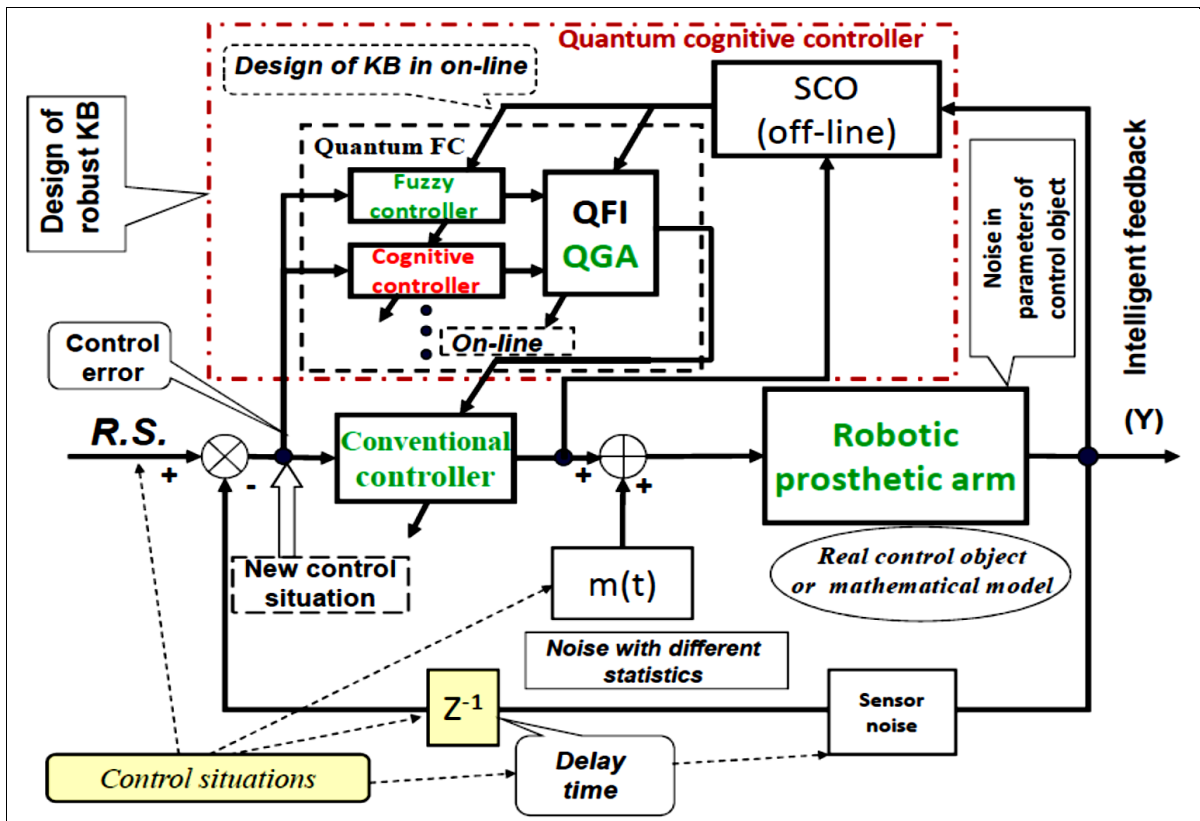 Quantum cognitive controller
Design of KB in on-line
SCO
(off-line)
Design of
robust KB
Quantum FC
Fuzzy
controller
QFI
QGA
Cognitive
controller
On-line
Noise in
parameters of
control object
Intelligent feedback
(Y)
Control
error
R.S.
+
-
Conventional
controller
+
+
Robotic
prosthetic arm
New control
situation
m(t)
Real control object
or mathematical model
Noise with different
statistics
Z-1
Sensor
noise
Control situations
Delay
time